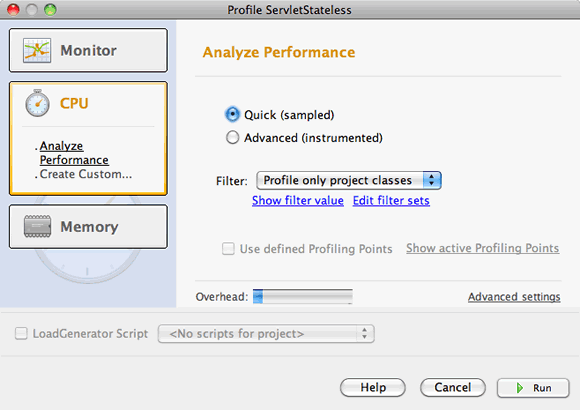 Profile ServletStateless
Monitor
CPU
. Analyze
Performance
. Create Custom...
Memory
Analyze Performance
Quick (sampled)
Advanced (instrumented)
Filter: Profile only project classes
Show filter value Edit filter sets
Use defined Profiling Points Show active Profiling Points
Overhead: Advanced settings
LoadGenerator Script <No scripts for project>
Help Cancel Run